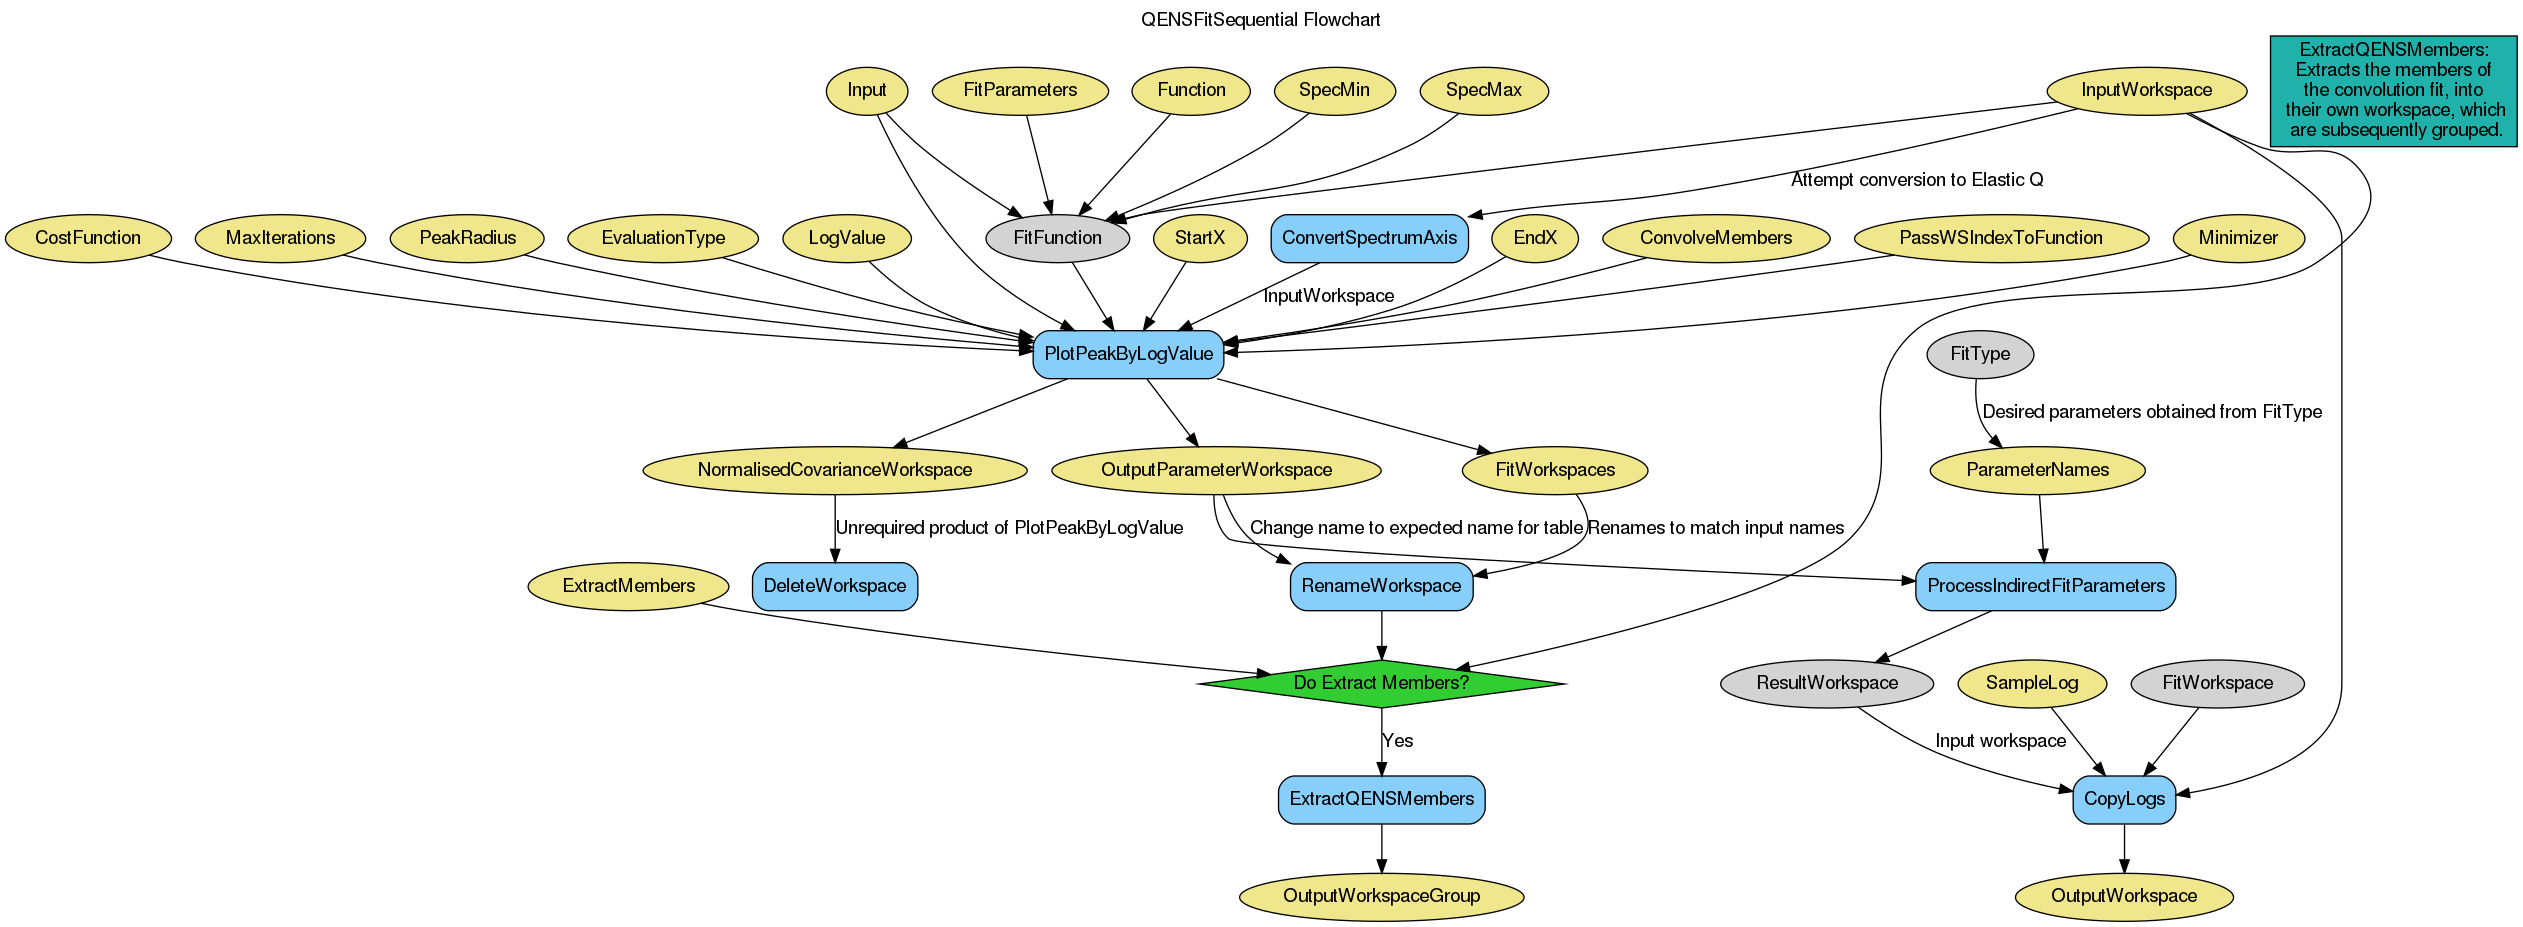 QENSFitSequential Flowchart
ExtractQENSMembers:
Extracts the members of
the convolution fit, into
their own workspace, which
are subsequently grouped.
Input
FitParameters
Function
SpecMin
SpecMax
InputWorkspace
Attempt conversion to Elastic Q
CostFunction
MaxIterations
PeakRadius
EvaluationType
LogValue
FitFunction
StartX
ConvertSpectrumAxis
EndX
ConvolveMembers
PassWSIndexToFunction
Minimizer
InputWorkspace
PlotPeakByLogValue
FitType
Desired parameters obtained from FitType
NormalisedCovarianceWorkspace
OutputParameterWorkspace
FitWorkspaces
ParameterNames
Unrequired product of PlotPeakByLogValue
Change name to expected name for table
Renames to match input names
ExtractMembers
DeleteWorkspace
RenameWorkspace
ProcessIndirectFitParameters
Do Extract Members?
ResultWorkspace
SampleLog
FitWorkspace
Yes
Input workspace
ExtractQENSMembers
CopyLogs
OutputWorkspaceGroup
OutputWorkspace